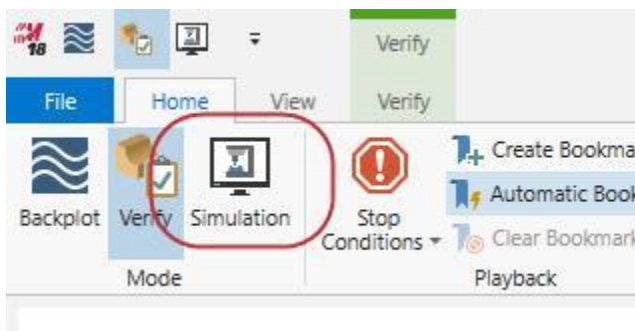 18
Verify
File Home View Verify
Create Bookma
Automatic Book
Clear Bookmark
Backplot Verify Simulation Stop
Conditions
Mode Playback